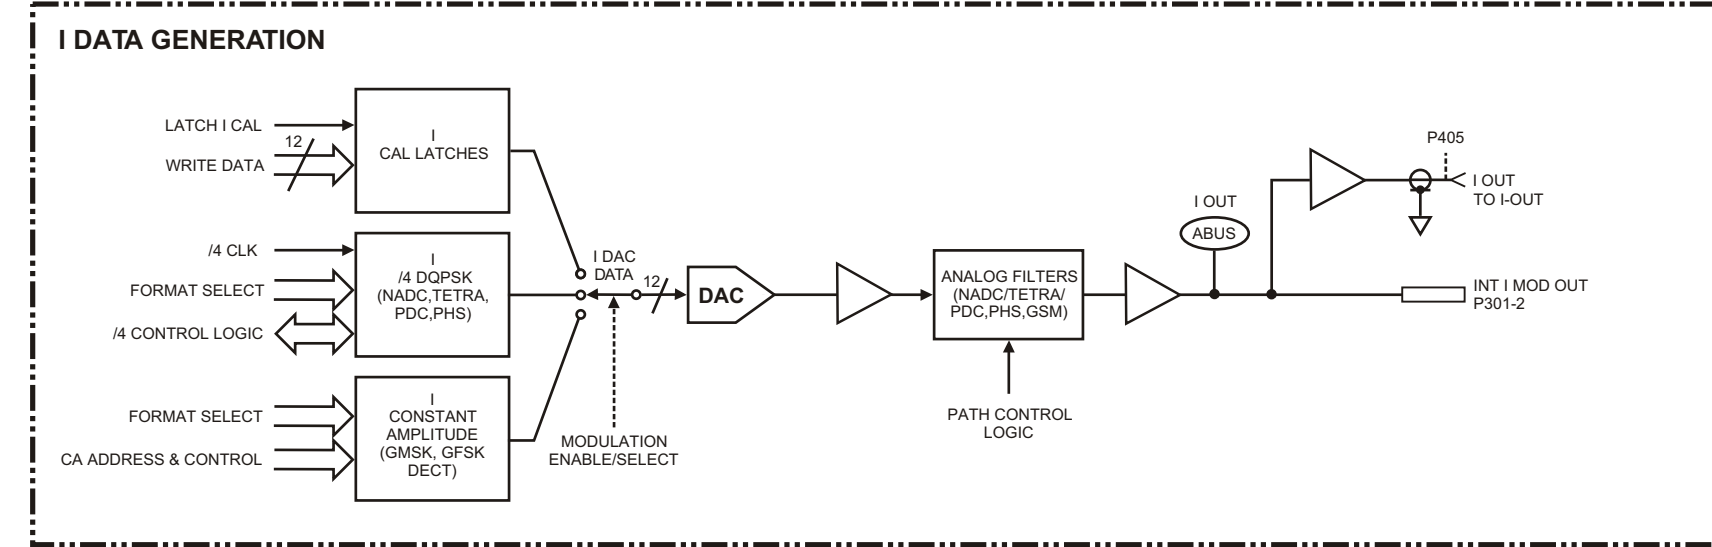 I DATA GENERATION
LATCH I CAL
12
WRITE DATA
I
CAL LATCHES
/4 CLK
FORMAT SELECT
/4 CONTROL LOGIC
I
/4 DQPSK
(NADC,TETRA,
PDC,PHS)
FORMAT SELECT
CA ADDRESS & CONTROL
I
CONSTANT
AMPLITUDE
(GMSK, GFSK
DECT)
I DAC
DATA
12
MODULATION
ENABLE/SELECT
DAC
ANALOG FILTERS
(NADC/TETRA/
PDC,PHS,GSM)
PATH CONTROL
LOGIC
I OUT
ABUS
P405
I OUT
TO I-OUT
INT I MOD OUT
P301-2